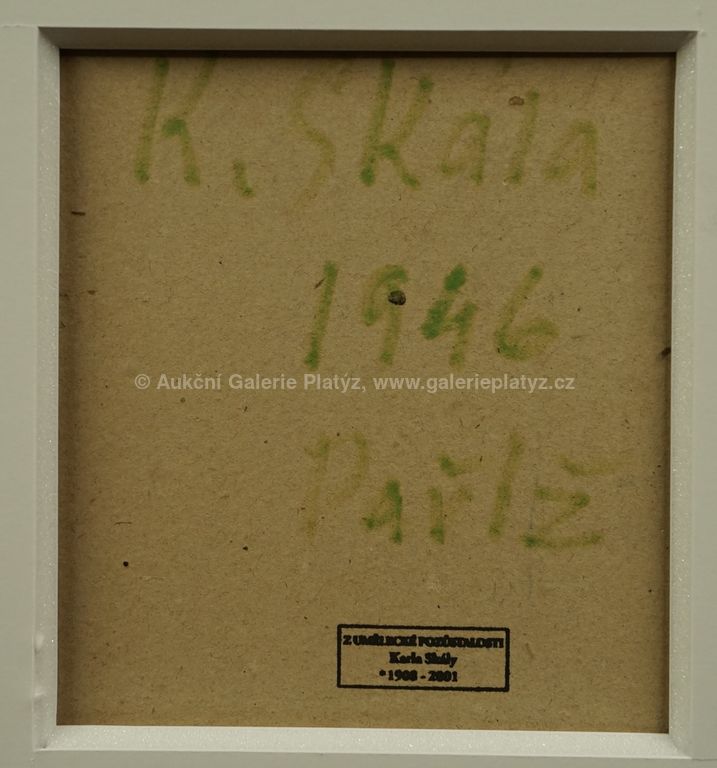 K. Skála
1946
© Aukční Galerie Platýz, www.galerieplatyz.cz
Paříž
Z UMĚLECKÉ POZŮSTALOSTI
Karla Skály
*1908 - 2001